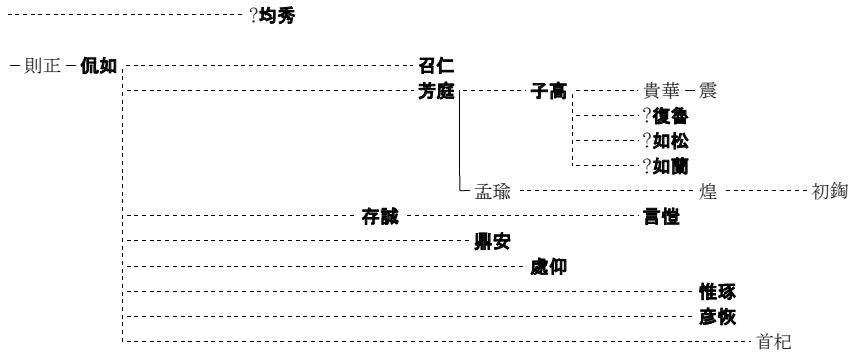 ?均秀
則正 侃如 召仁
芳庭 子高 貴華 震
?復魯
?如松
?如蘭
孟瑜 煌 初鋾
存誠 言愷
鼎安
處仰
惟琢
彥恢
首杞